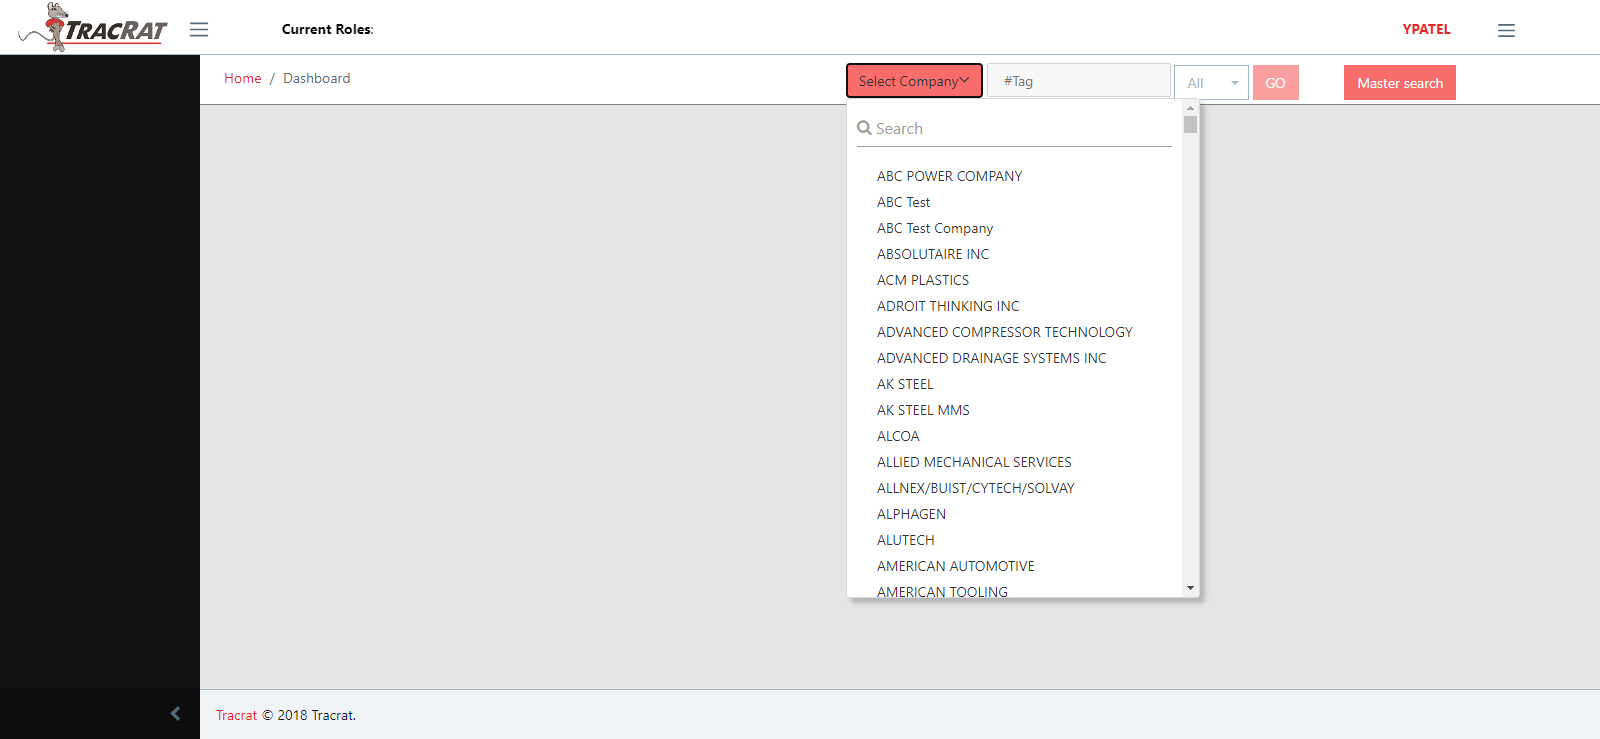 TRACRAT
Current Roles:
YPATEL
Home / Dashboard
Select Company
#Tag
All
GO
Master search
Search
ABC POWER COMPANY
ABC Test
ABC Test Company
ABSOLUTAIRE INC
ACM PLASTICS
ADROIT THINKING INC
ADVANCED COMPRESSOR TECHNOLOGY
ADVANCED DRAINAGE SYSTEMS INC
AK STEEL
AK STEEL MMS
ALCOA
ALLIED MECHANICAL SERVICES
ALLNEX/BUIST/CYTECH/SOLVAY
ALPHAGEN
ALUTECH
AMERICAN AUTOMOTIVE
AMERICAN TOOLING
Tracrat © 2018 Tracrat.